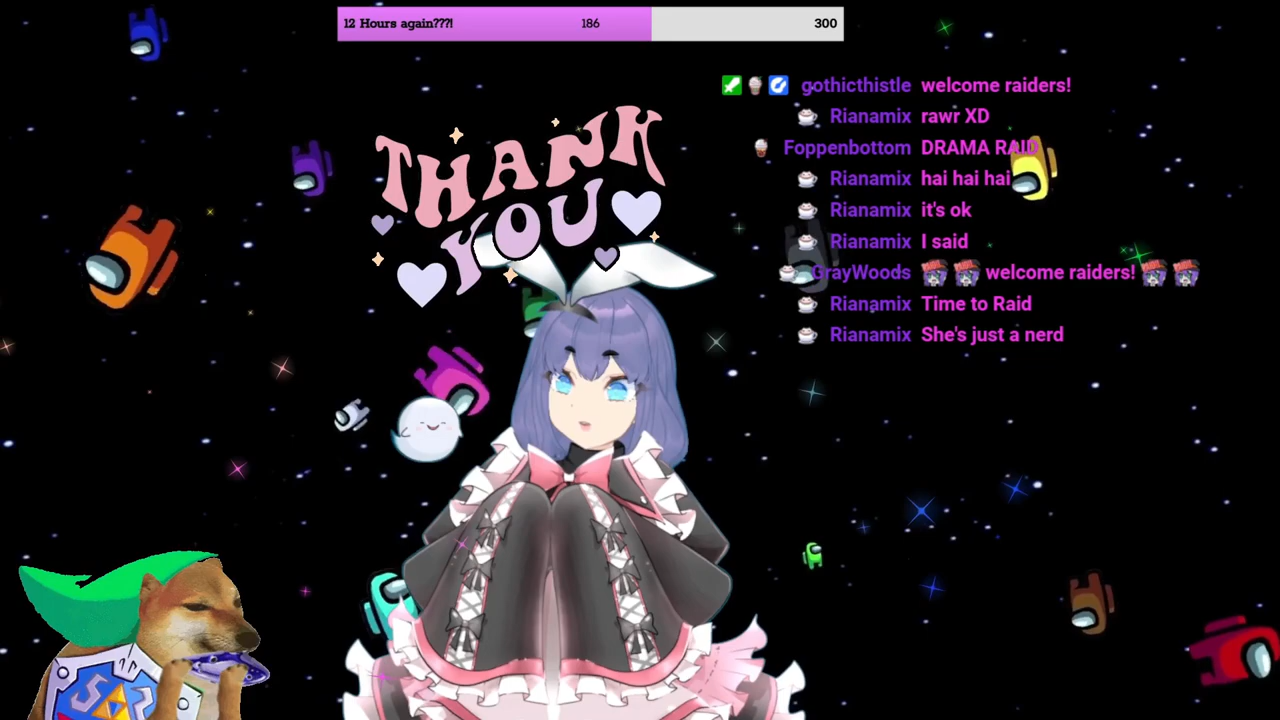 12 Hours again???! 186 300
THANK
YOU
gothicthistle welcome raiders!
Rianamix rawr XD
Foppenbottom DRAMA RAID
Rianamix hai hai hai
Rianamix it's ok
Rianamix I said
GrayWoods welcome raiders!
Rianamix Time to Raid
Rianamix She's just a nerd